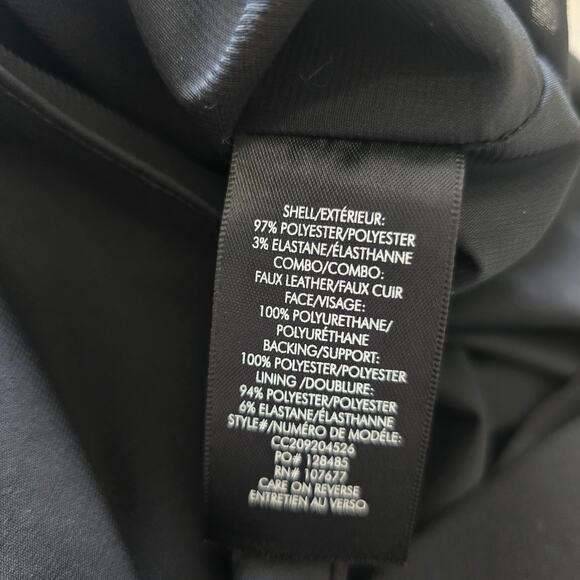 SHELL/EXTÉRIEUR:
97% POLYESTER/POLYESTER
3% ELASTANE/ÉLASTHANNE
COMBO/COMBO:
FAUX LEATHER/FAUX CUIR
FACE/VISAGE:
100% POLYURETHANE/
POLYURÉTHANE
BACKING/SUPPORT:
100% POLYESTER/POLYESTER
LINING /DOUBLURE:
94% POLYESTER/POLYESTER
6% ELASTANE/ÉLASTHANNE
STYLE#/NUMÉRO DE MODÉLE:
CC209204526
PO# 128485
RN# 107677
CARE ON REVERSE
ENTRETIEN AU VERSO